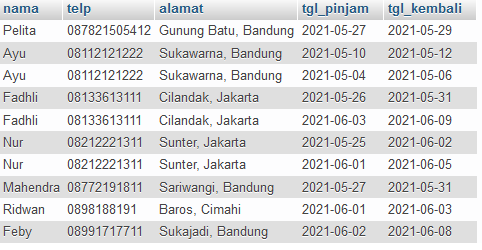 nama telp alamat tgl_pinjam tgl_kembali
Pelita 087821505412 Gunung Batu, Bandung 2021-05-27 2021-05-29
Ayu 08112121222 Sukawarna, Bandung 2021-05-10 2021-05-12
Ayu 08112121222 Sukawarna, Bandung 2021-05-04 2021-05-06
Fadhli 08133613111 Cilandak, Jakarta 2021-05-26 2021-05-31
Fadhli 08133613111 Cilandak, Jakarta 2021-06-03 2021-06-09
Nur 08212221311 Sunter, Jakarta 2021-05-25 2021-06-02
Nur 08212221311 Sunter, Jakarta 2021-06-01 2021-06-05
Mahendra 08772191811 Sariwangi, Bandung 2021-05-27 2021-05-31
Ridwan 0898188191 Baros, Cimahi 2021-06-01 2021-06-03
Feby 08991717711 Sukajadi, Bandung 2021-06-02 2021-06-08